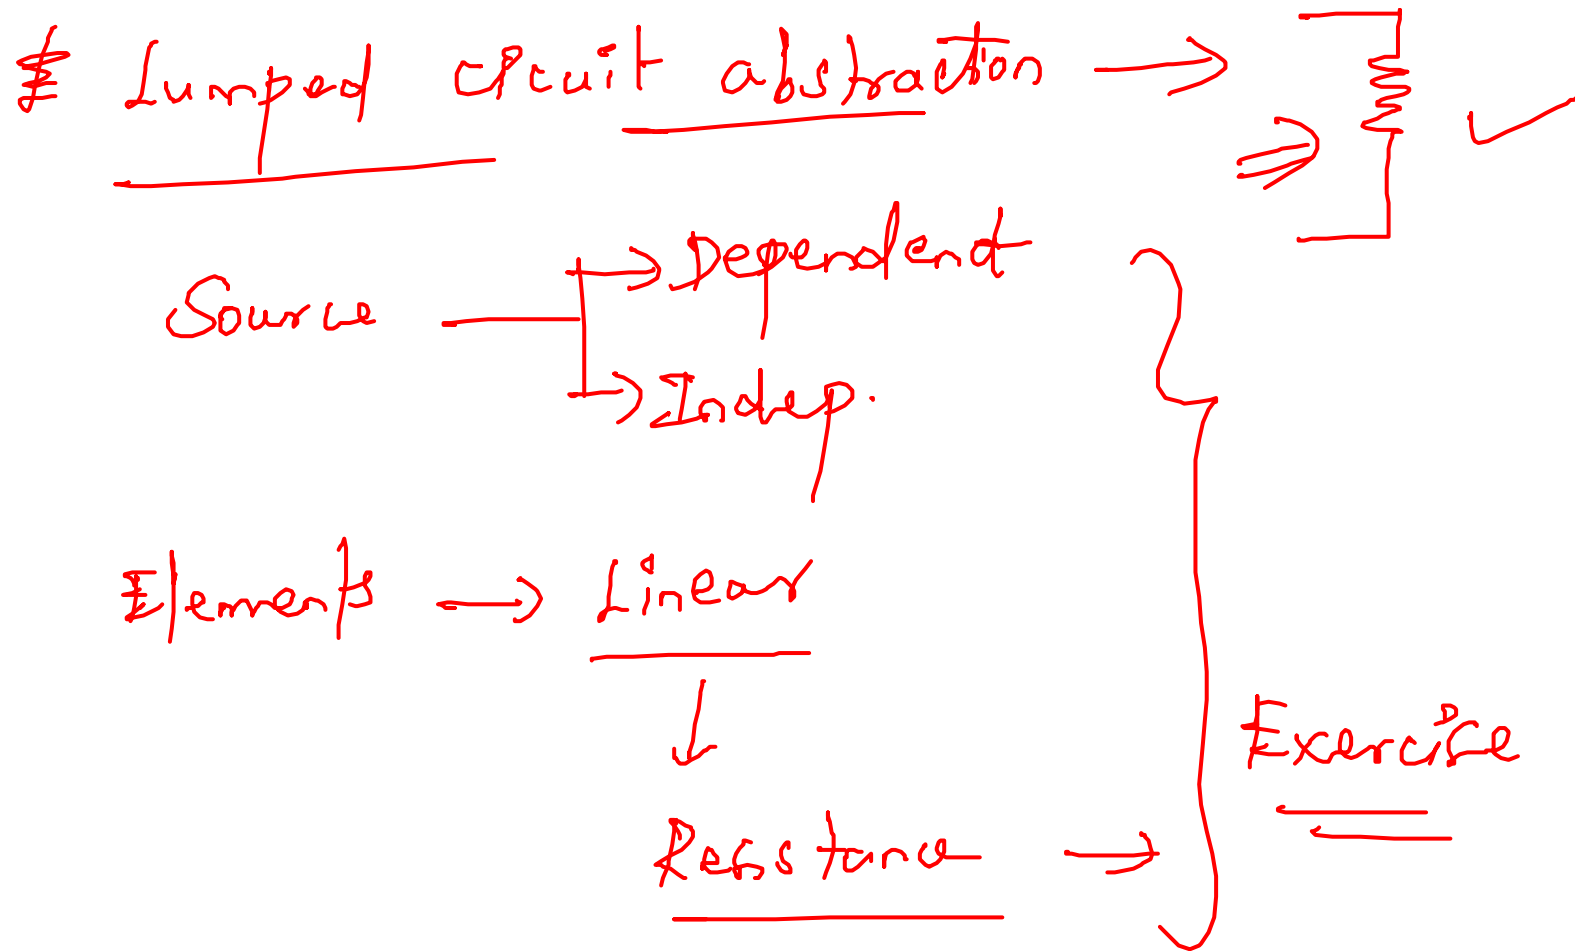 # Lumped circuit abstraction →
Source → Dependent
→ Indep.
Elements → Linear
↓
Resistance →
Exercise